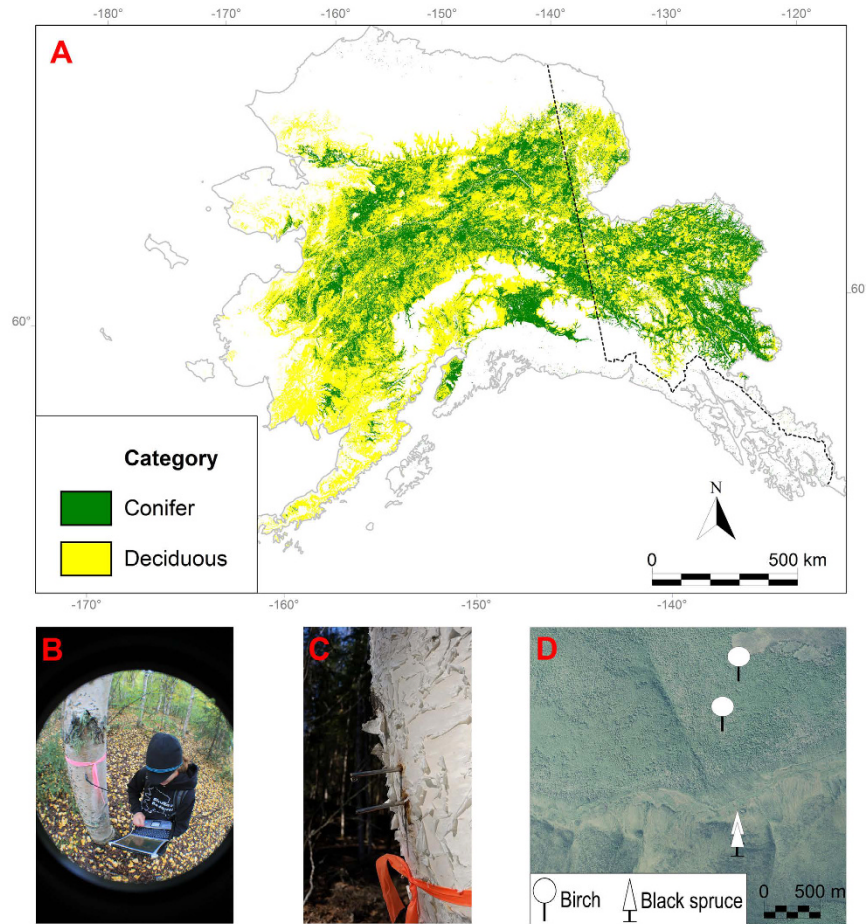 -180° -170° -160° -150° -140° -130° -120°
A
60°
60
Category
Conifer
Deciduous
N
0 500 km
-170° -160° -150° -140°
B
C
D
Birch
Black spruce
0 500 m